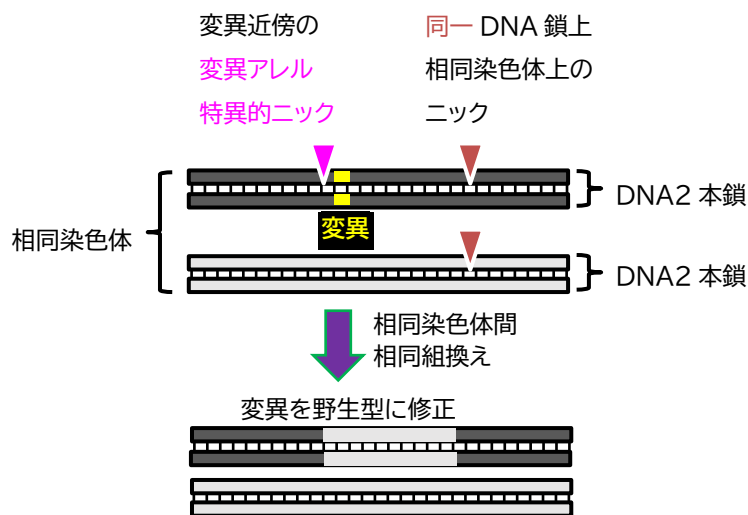 変異近傍の
変異アレル
特異的ニック
同一 DNA 鎖上
相同染色体上の
ニック
DNA2 本鎖
変異
相同染色体
DNA2 本鎖
相同染色体間
相同組換え
変異を野生型に修正